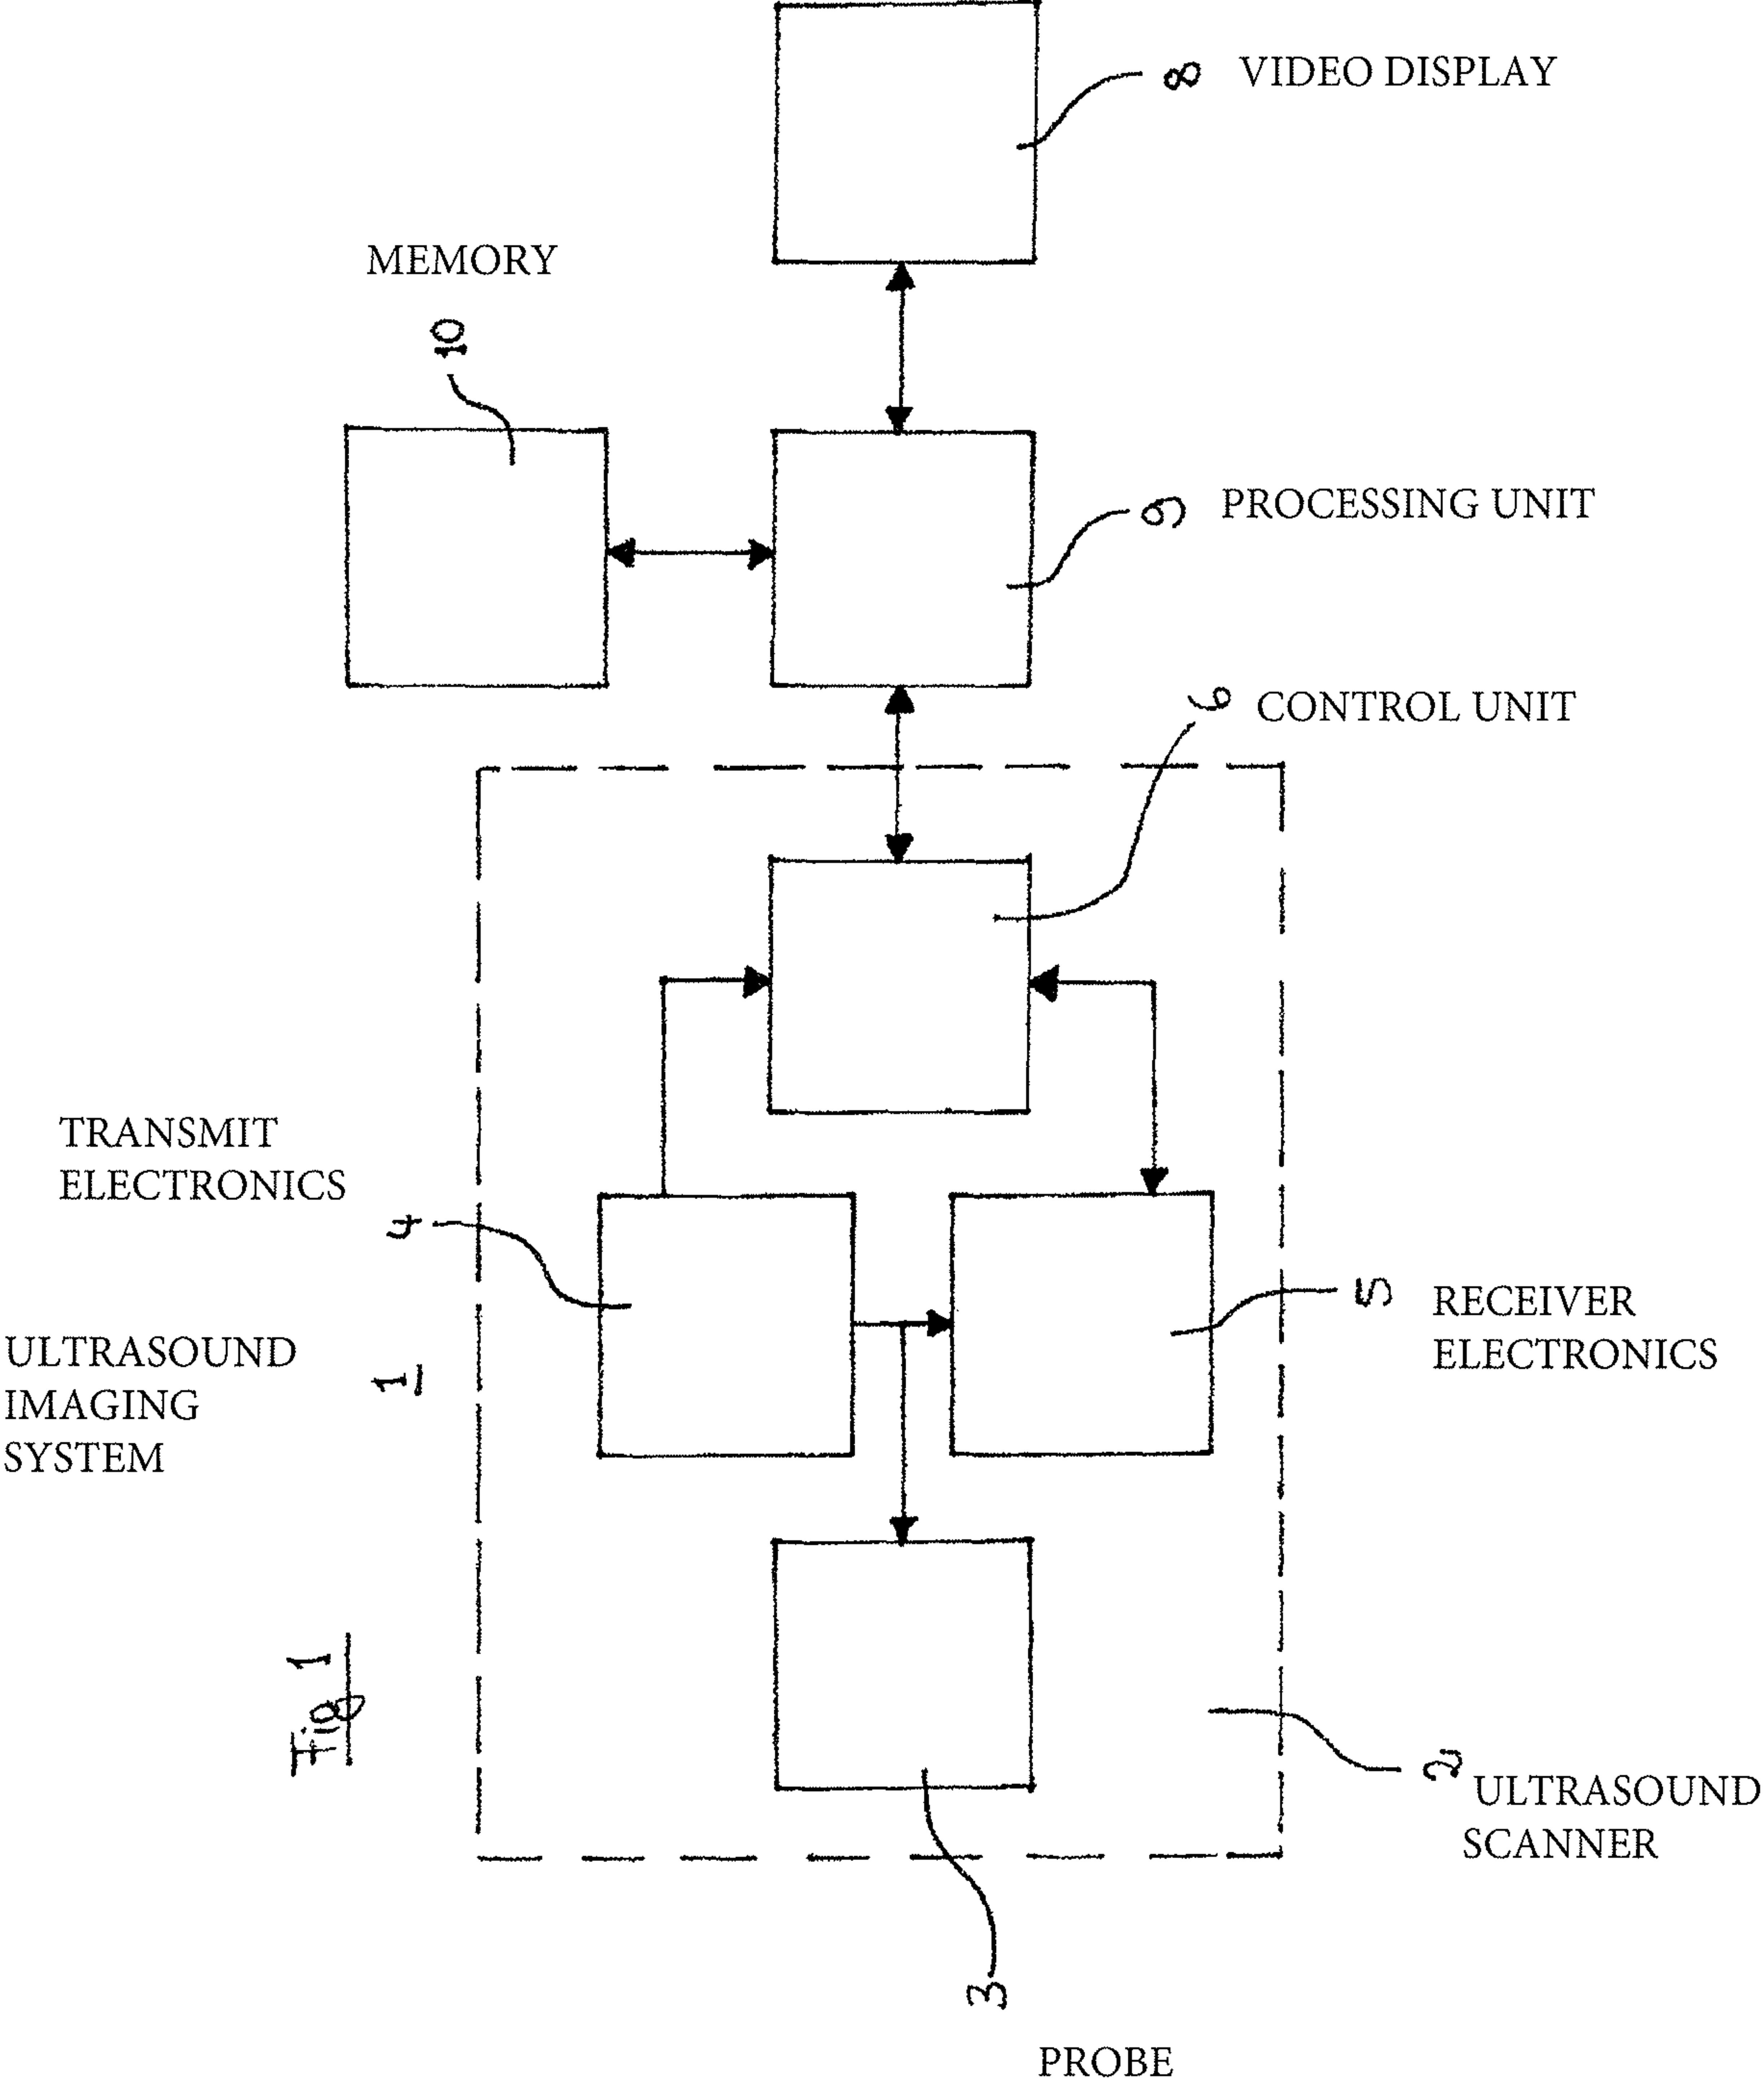 8 VIDEO DISPLAY
MEMORY
10
9 PROCESSING UNIT
6 CONTROL UNIT
TRANSMIT
ELECTRONICS
4
5
RECEIVER
ELECTRONICS
ULTRASOUND
IMAGING
SYSTEM
1
Fig 1
2
ULTRASOUND
SCANNER
3
PROBE